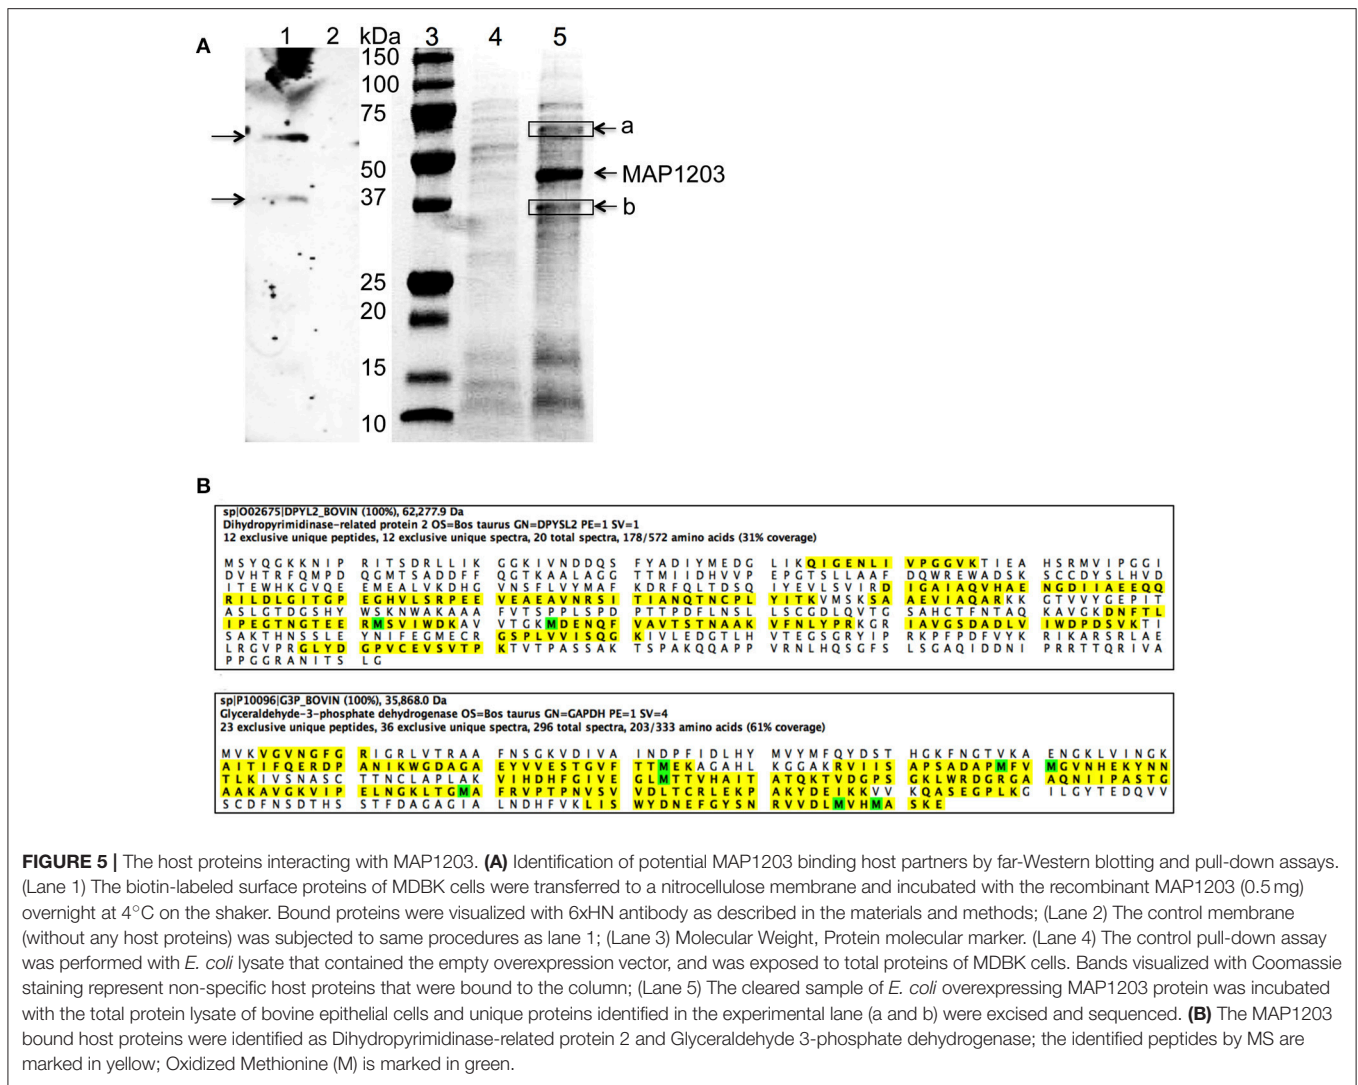 A
1 2 kDa 3 4 5
150
100
75
a
50
MAP1203
37
b
25
20
15
10
B
sp|O02675|DPYL2_BOVIN (100%), 62,277.9 Da
Dihydropyrimidinase-related protein 2 OS=Bos taurus GN=DPYSL2 PE=1 SV=1
12 exclusive unique peptides, 12 exclusive unique spectra, 20 total spectra, 178/572 amino acids (31% coverage)
MSYQGKKNIP RITSDRLLIK GGKIVNDDQS FYADIYMEDG LIKQIGENLI VPGGVKTIEA HSRMVIPGGI
DVHTRFQMPD QGMTSADDFF QGTKAALAGG TTMIIDHVVP EPGTSLLAAF DQWREWADSK SCCDYSLHVD
ITEWHKGVQE EMEALVKDHG VNSFLVYMAF KDRFQLTDSQ IYEVLSVIRD IGAIAQVHAE NGDIIAEEQQ
RILDLGITGP EGHVLSRPEE VEAEAVNRSI TIANQTNCPL YITKVMSKSA AEVIAQARKK GTVVYGEPIT
ASLGTDGSHY WSKNWAKAAA FVTSPPLSPD PTTPDFLNSL LSCGDLQVTG SAHCTFNTAQ KAVGKDNFTL
IPEGTNGTEE RMSVIWDKAV VTGKMDENQF VAVTSTNAAK VFNLYPRKGR IAVGSDADLV IWDPDSVKTI
SAKTHNSSLE YNIFEGMECR GSPLVVISQG KIVLEDGTLH VTEGSGRYIP RKPFPDFVYK RIKARSRLAE
LRGVPRGLYD GPVCEVSVTP KTVTPASSAK TSPAKQQAPP VRNLHQSGFS LSGAQIDDNI PRRTTQRIVA
PPGGRANITS LG
sp|P10096|G3P_BOVIN (100%), 35,868.0 Da
Glyceraldehyde-3-phosphate dehydrogenase OS=Bos taurus GN=GAPDH PE=1 SV=4
23 exclusive unique peptides, 36 exclusive unique spectra, 296 total spectra, 203/333 amino acids (61% coverage)
MVKVGVNGFG RIGRLVTRAA FNSGKVDIVA INDPFIDLHY MVYMFQYDST HGKFNGTVKA ENGKLVINGK
AITIFQERDP ANIKWGDAGA EYVVESTGVF TTMEKAGAHL KGGAKRVIIS APSADAPMFV MGVNHEKYNN
TLKIVSNASC TTNCLAPLAK VIHDHFGIVE GLMTTVHAIT ATQKTVDGPS GKLWRDGRGA AQNIIPASTG
AAKAVGKVIP ELNGKLTGMA FRVPTPNVSV VDLTCRLEKP AKYDEIKKVV KQASEGPLKG ILGYTEDQVV
SCDFNSDTHS STFDAGAGIA LNDHFVKLIS WYDNEFGYSN RVVDLMVHMA SKE
FIGURE 5 | The host proteins interacting with MAP1203. (A) Identification of potential MAP1203 binding host partners by far-Western blotting and pull-down assays.
(Lane 1) The biotin-labeled surface proteins of MDBK cells were transferred to a nitrocellulose membrane and incubated with the recombinant MAP1203 (0.5 mg)
overnight at 4°C on the shaker. Bound proteins were visualized with 6xHN antibody as described in the materials and methods; (Lane 2) The control membrane
(without any host proteins) was subjected to same procedures as lane 1; (Lane 3) Molecular Weight, Protein molecular marker. (Lane 4) The control pull-down assay
was performed with E. coli lysate that contained the empty overexpression vector, and was exposed to total proteins of MDBK cells. Bands visualized with Coomassie
staining represent non-specific host proteins that were bound to the column; (Lane 5) The cleared sample of E. coli overexpressing MAP1203 protein was incubated
with the total protein lysate of bovine epithelial cells and unique proteins identified in the experimental lane (a and b) were excised and sequenced. (B) The MAP1203
bound host proteins were identified as Dihydropyrimidinase-related protein 2 and Glyceraldehyde 3-phosphate dehydrogenase; the identified peptides by MS are
marked in yellow; Oxidized Methionine (M) is marked in green.